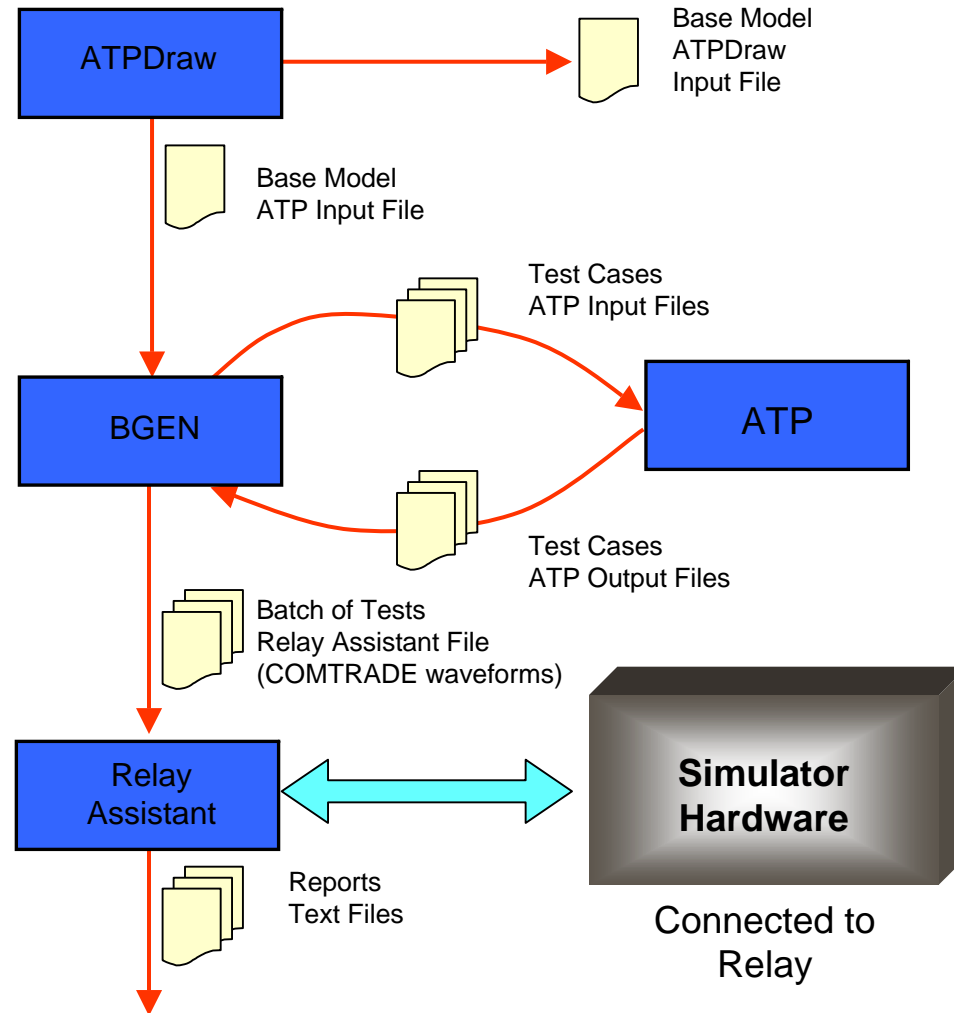 ATPDraw
Base Model
ATPDraw
Input File
Base Model
ATP Input File
Test Cases
ATP Input Files
BGEN
ATP
Test Cases
ATP Output Files
Batch of Tests
Relay Assistant File
(COMTRADE waveforms)
Relay
Assistant
Simulator
Hardware
Reports
Text Files
Connected to
Relay